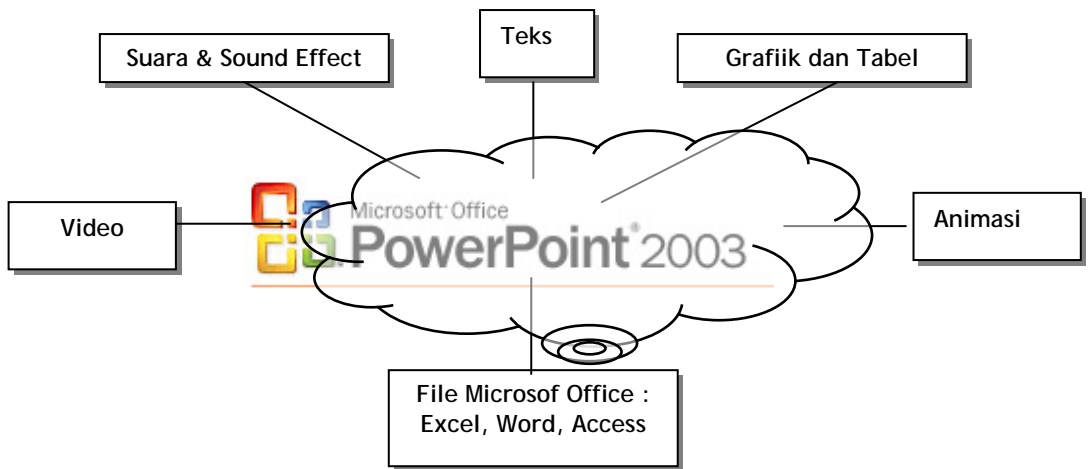 Teks
Suara & Sound Effect
Grafiik dan Tabel
Video
Microsoft Office
PowerPoint 2003
Animasi
File Microsof Office :
Excel, Word, Access